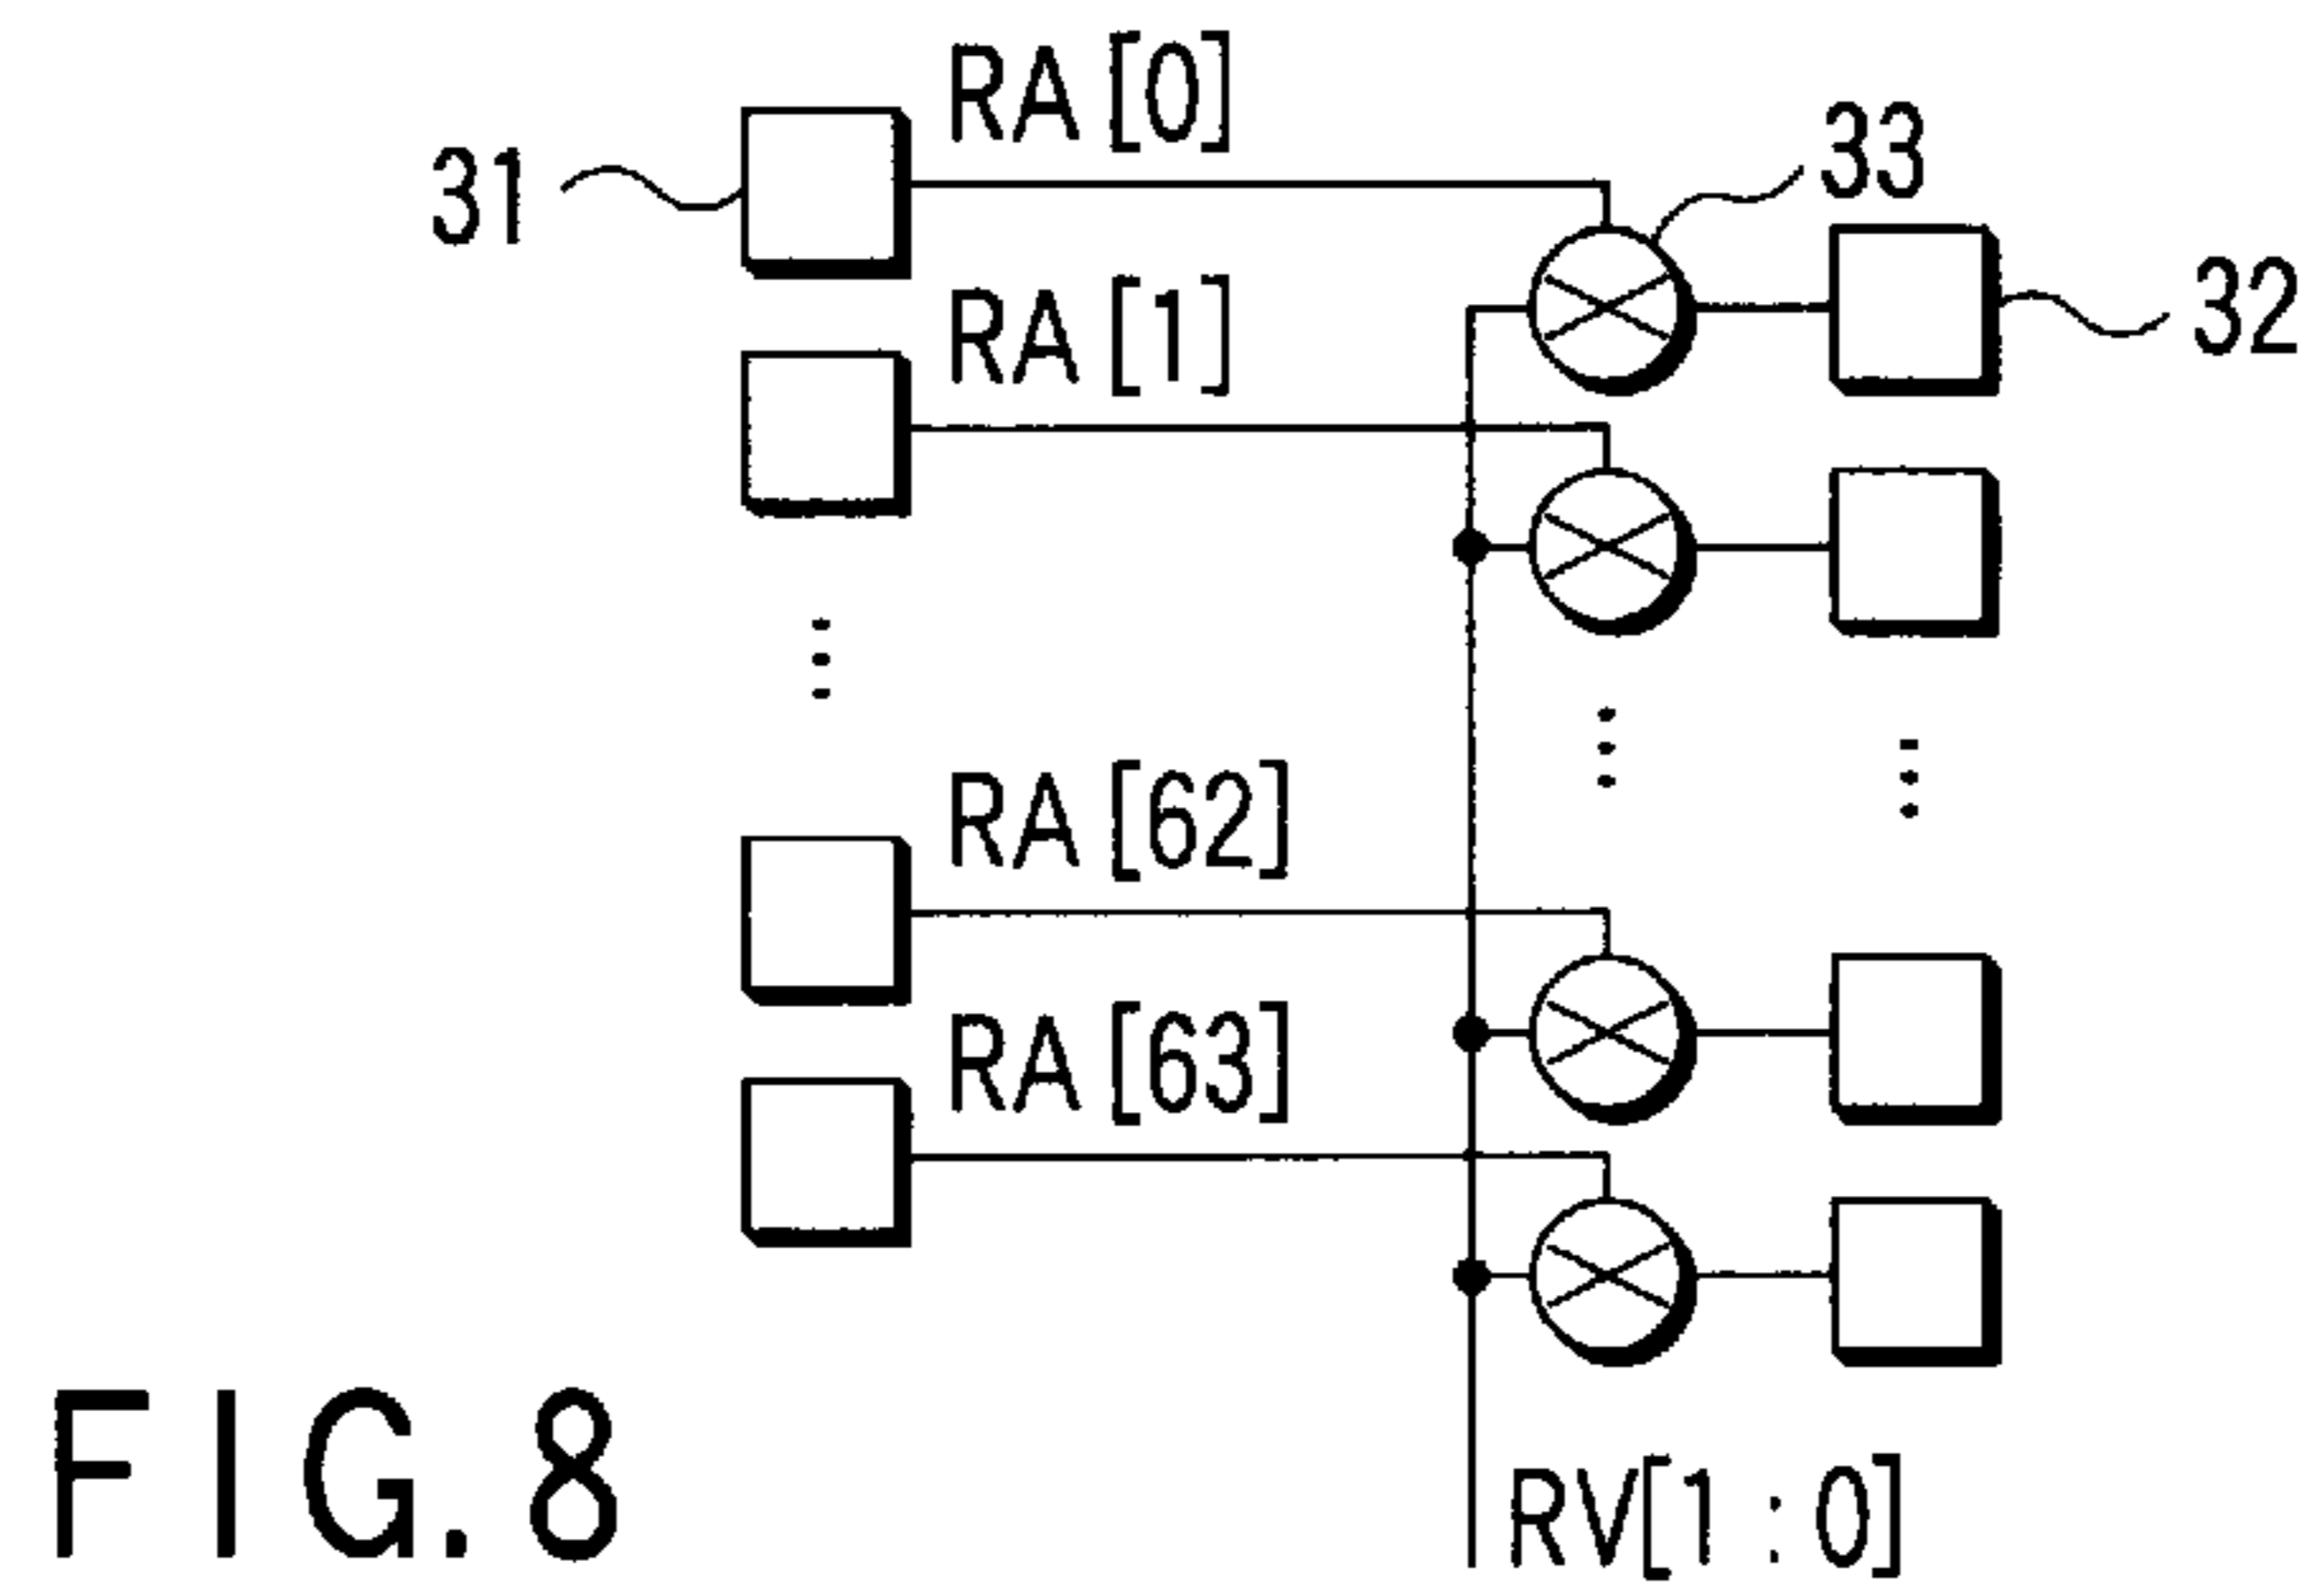 RA [0]
31
33
RA [1]
32
RA [62]
RA [63]
RV[1 : 0]
FIG. 8